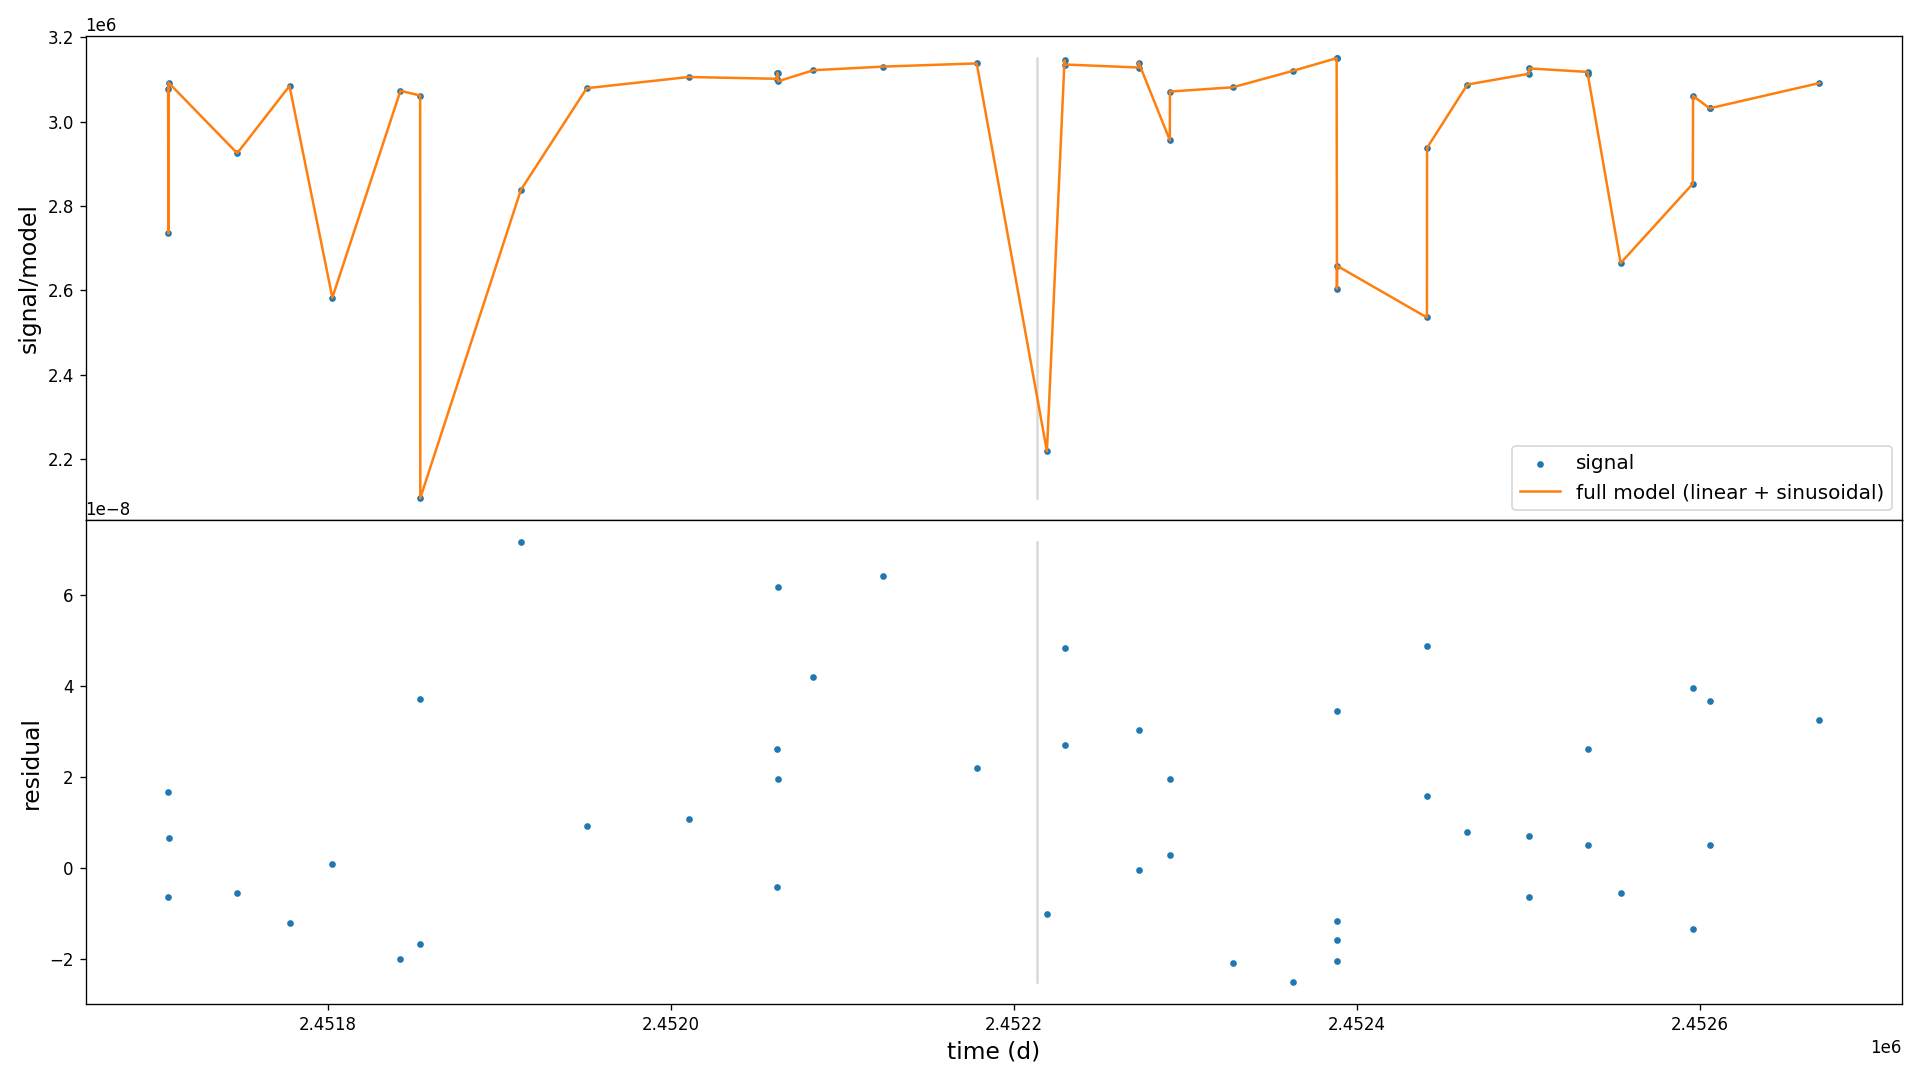 1e6
3.2
3.0
2.8
2.6
2.4
2.2
signal/model
signal
full model (linear + sinusoidal)
1e−8
6
4
2
0
−2
residual
2.4518
2.4520
2.4522
2.4524
2.4526
time (d)
1e6